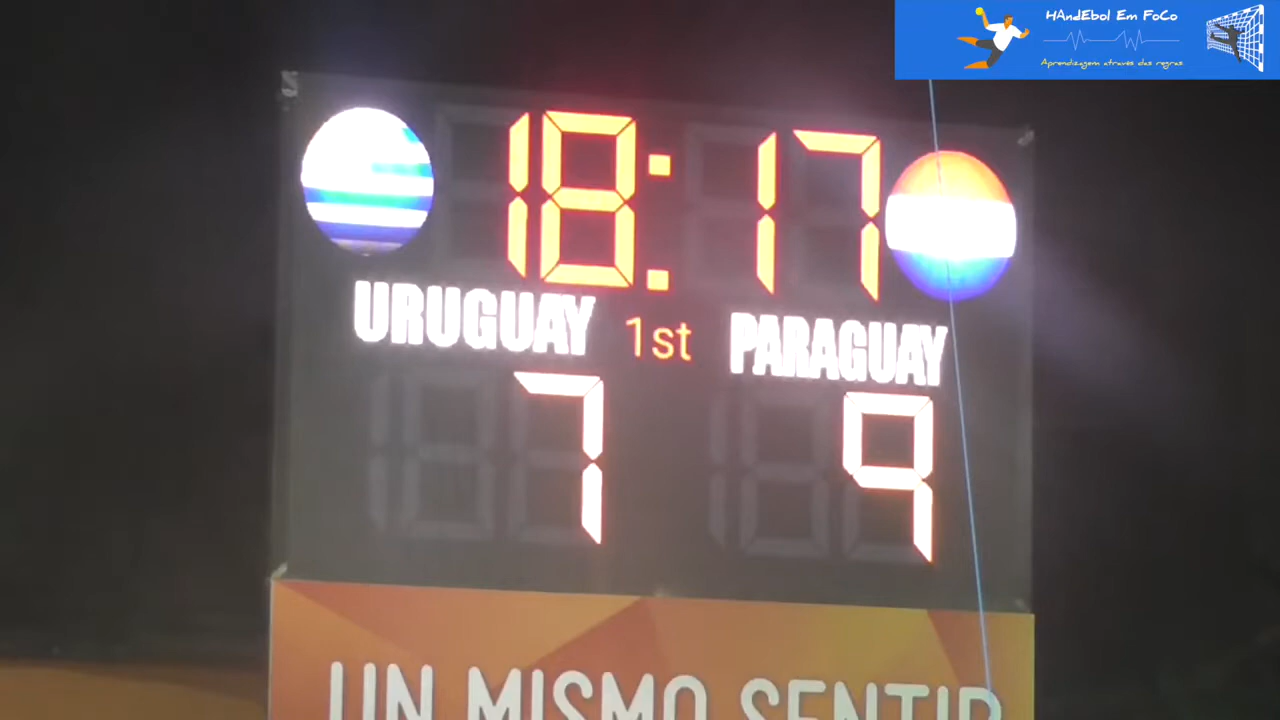 HAndEbol Em FoCo
Aprendizagem através das regras
18:17
URUGUAY 1st PARAGUAY
7 9
UN MISMO SENTIR